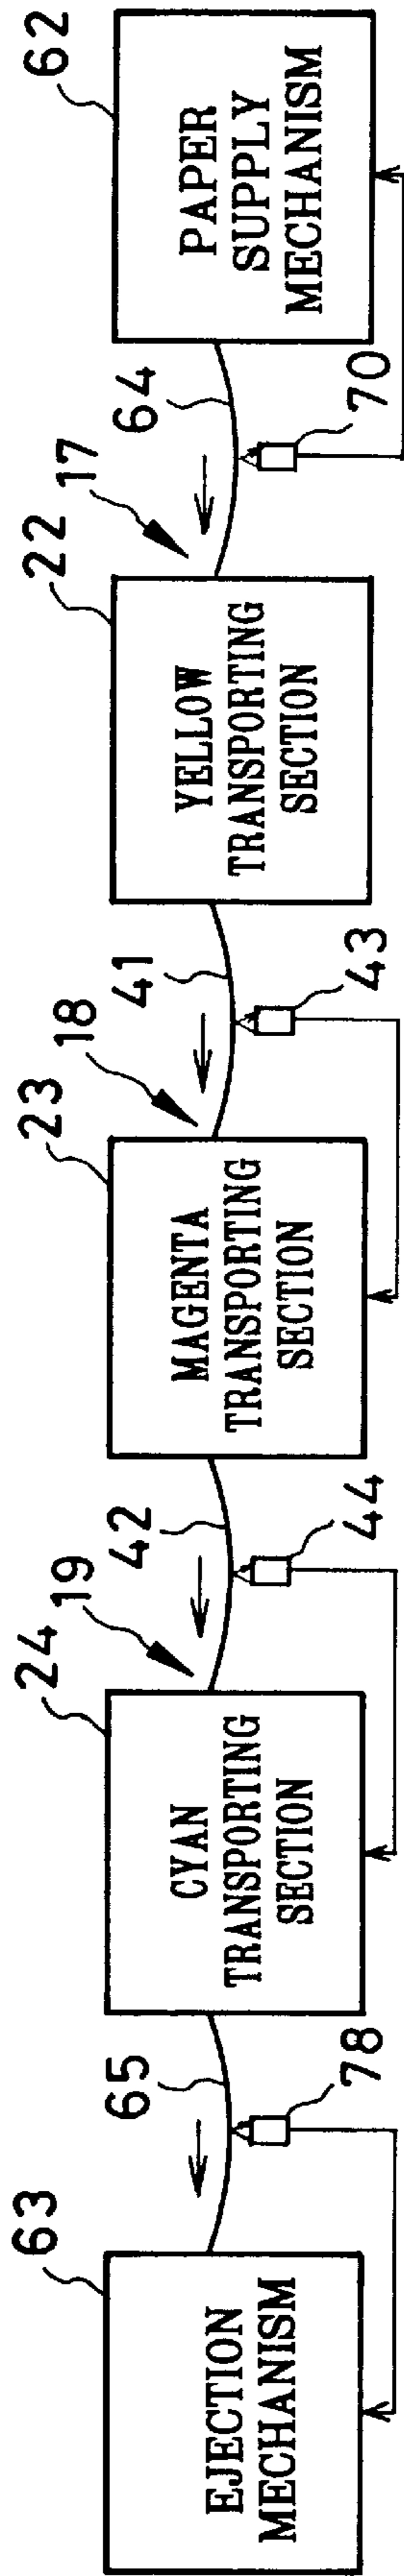 63
EJECTION
MECHANISM
65
78
24
CYAN
TRANSPORTING
SECTION
19
42
44
23
MAGENTA
TRANSPORTING
SECTION
18
41
43
22
YELLOW
TRANSPORTING
SECTION
17
64
70
62
PAPER
SUPPLY
MECHANISM